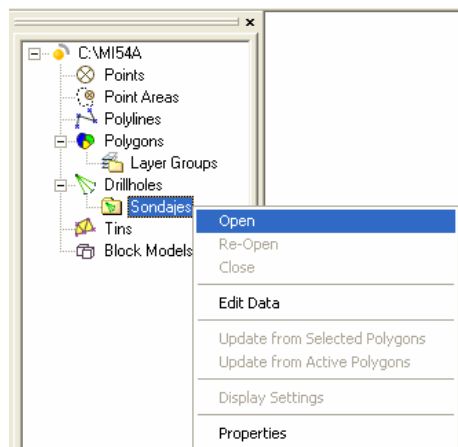 x
C:\MI54A
Points
Point Areas
Polylines
Polygons
Layer Groups
Drillholes
Sondajes
Tins
Block Models
Open
Re-Open
Close
Edit Data
Update from Selected Polygons
Update from Active Polygons
Display Settings
Properties